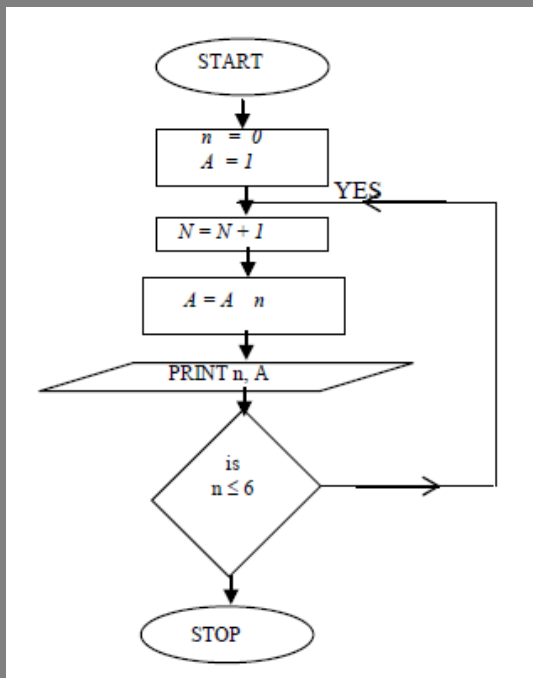 START
n = 0
A = 1
YES
N = N + 1
A = A n
PRINT n, A
is
n ≤ 6
STOP